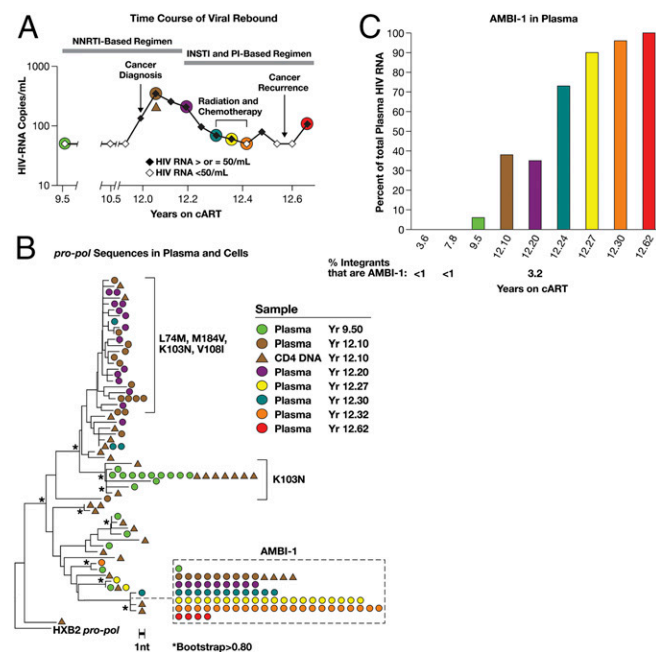 A
Time Course of Viral Rebound
NNRTI-Based Regimen
INSTI and PI-Based Regimen
Cancer
Diagnosis
Cancer
Recurrence
Radiation and
Chemotherapy
HIV-RNA Copies/mL
1000
100
10
HIV RNA > or = 50/mL
HIV RNA <50/mL
9.5
10.5
12.0
12.2
12.4
12.6
Years on cART
B
pro-pol Sequences in Plasma and Cells
L74M, M184V,
K103N, V108I
K103N
Sample
Plasma Yr 9.50
Plasma Yr 12.10
CD4 DNA Yr 12.10
Plasma Yr 12.20
Plasma Yr 12.27
Plasma Yr 12.30
Plasma Yr 12.32
Plasma Yr 12.62
* * * * * * * * *
AMBI-1
HXB2 pro-pol
1nt
*Bootstrap>0.80
C
AMBI-1 in Plasma
Percent of total Plasma HIV RNA
100
90
80
70
60
50
40
30
20
10
0
3.6 7.8 9.5 12.10 12.20 12.24 12.27 12.30 12.62
% Integrants
that are AMBI-1: <1 <1 3.2
Years on cART